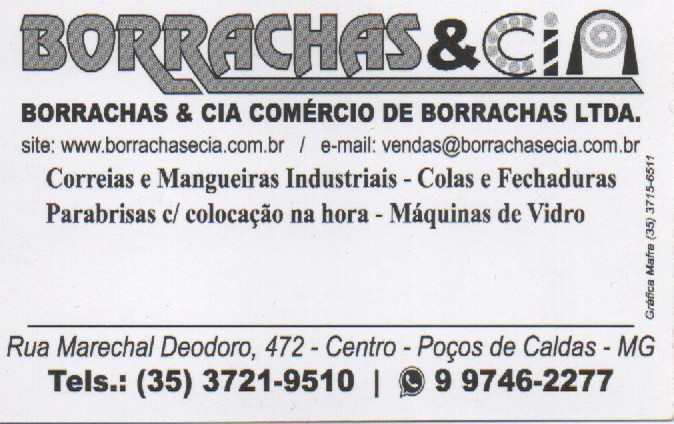 BORRACHAS & CiA
BORRACHAS & CIA COMÉRCIO DE BORRACHAS LTDA.
site: www.borrachasecia.com.br / e-mail: vendas@borrachasecia.com.br
Correias e Mangueiras Industriais - Colas e Fechaduras
Parabrisas c/ colocação na hora - Máquinas de Vidro
Gráfica Mafra (35) 3715-6511
Rua Marechal Deodoro, 472 - Centro - Poços de Caldas - MG
Tels.: (35) 3721-9510 | 9 9746-2277